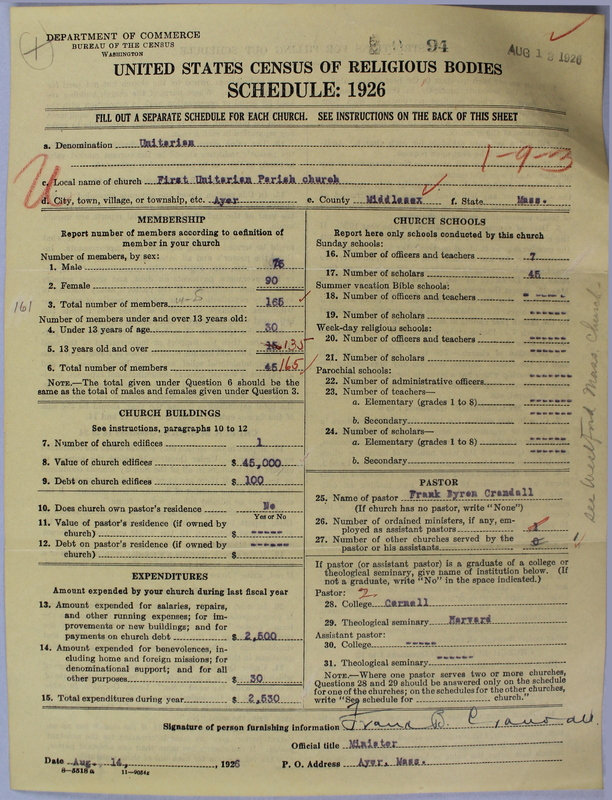 DEPARTMENT OF COMMERCE
BUREAU OF THE CENSUS
WASHINGTON
94
AUG 13 1926
UNITED STATES CENSUS OF RELIGIOUS BODIES
SCHEDULE: 1926
FILL OUT A SEPARATE SCHEDULE FOR EACH CHURCH. SEE INSTRUCTIONS ON THE BACK OF THIS SHEET
a. Denomination Unitarian
1-9-13
c. Local name of church First Unitarian Parish church
d. City, town, village, or township, etc. Ayer e. County Middlesex f. State Mass.
MEMBERSHIP
Report number of members according to definition of
member in your church
Number of members, by sex:
1. Male 75
2. Female 90
3. Total number of members 165
161
Number of members under and over 13 years old:
4. Under 13 years of age 30
5. 13 years old and over 15 135
6. Total number of members 45 165
NOTE.—The total given under Question 6 should be
same as the total of males and females given under Question 3.
CHURCH BUILDINGS
See instructions, paragraphs 10 to 12
7. Number of church edifices 1
8. Value of church edifices $ 45,000
9. Debt on church edifices $ 100
10. Does church own pastor's residence No
Yes or No
11. Value of pastor's residence (if owned by
church) $ -----
12. Debt on pastor's residence (if owned by
church) $ ------
EXPENDITURES
Amount expended by your church during last fiscal year
13. Amount expended for salaries, repairs,
and other running expenses; for im-
provements or new buildings; and for
payments on church debt $ 2,500
14. Amount expended for benevolences, in-
cluding home and foreign missions; for
denominational support; and for all
other purposes $ 30
15. Total expenditures during year $ 2,530
CHURCH SCHOOLS
Report here only schools conducted by this church
Sunday schools:
16. Number of officers and teachers 7
17. Number of scholars 45
Summer vacation Bible schools:
18. Number of officers and teachers -----
19. Number of scholars -----
Week-day religious schools:
20. Number of officers and teachers ------
21. Number of scholars -----
Parochial schools:
22. Number of administrative officers ------
23. Number of teachers—
a. Elementary (grades 1 to 8) ------
b. Secondary ------
24. Number of scholars—
a. Elementary (grades 1 to 8) ------
b. Secondary ------
PASTOR
25. Name of pastor Frank Byron Crandall
(If church has no pastor, write "None")
26. Number of ordained ministers, if any, em-
ployed as assistant pastors
27. Number of other churches served by the
pastor or his assistants 0 1
see Westford Mass. church
If pastor (or assistant pastor) is a graduate of a college or
theological seminary, give name of institution below. (If
not a graduate, write "No" in the space indicated.)
Pastor: 2
28. College Cornell
29. Theological seminary Harvard
Assistant pastor:
30. College -----
31. Theological seminary ------
NOTE.—Where one pastor serves two or more churches,
Questions 28 and 29 should be answered only on the schedule
for one of the churches; on the schedules for the other churches,
write "See schedule for church."
Signature of person furnishing information Frank B. Crandall
Official title Minister
Date Aug. 14, , 1926 P. O. Address Ayer, Mass.
8—5518a 11—9054a